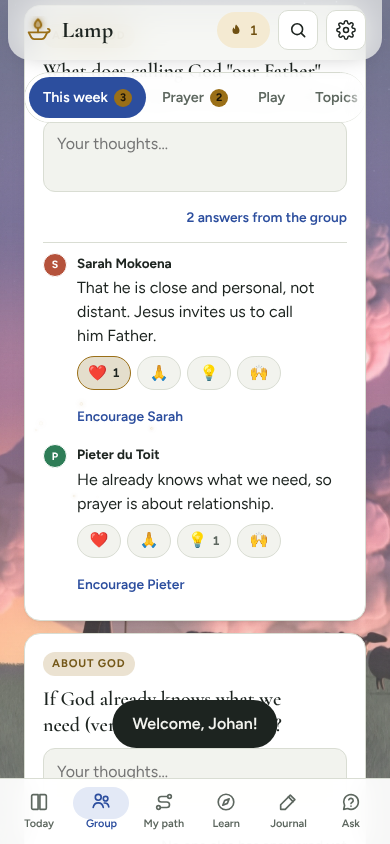 Lamp
1
What does calling God "our Father"
This week 3
Prayer 2
Play
Topics
Your thoughts...
2 answers from the group
S
Sarah Mokoena
That he is close and personal, not
distant. Jesus invites us to call
him Father.
1
Encourage Sarah
P
Pieter du Toit
He already knows what we need, so
prayer is about relationship.
1
Encourage Pieter
ABOUT GOD
If God already knows what we
need (ver
?
Welcome, Johan!
Your thoughts...
Today
Group
My path
Learn
Journal
Ask